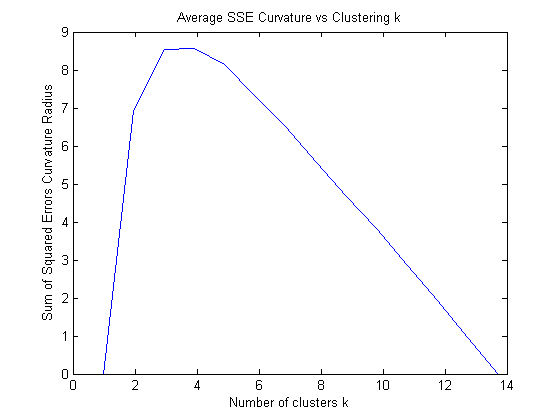 Average SSE Curvature vs Clustering k
Sum of Squared Errors Curvature Radius
9
8
7
6
5
4
3
2
1
0
0 2 4 6 8 10 12 14
Number of clusters k